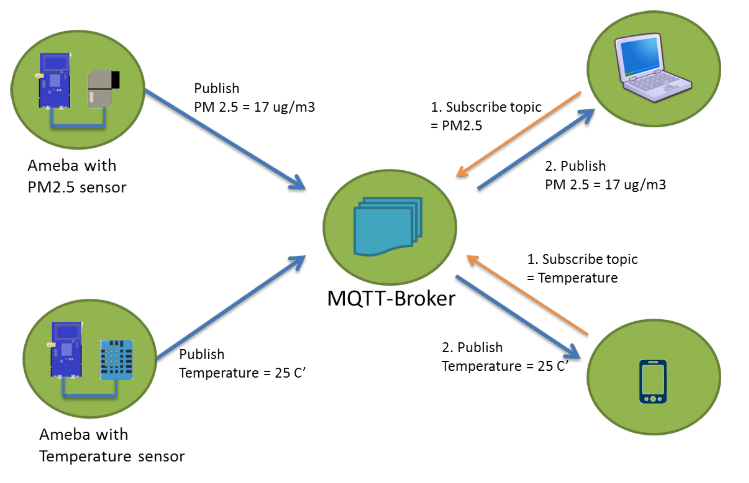 Publish
PM 2.5 = 17 ug/m3
Ameba with
PM2.5 sensor
1. Subscribe topic
= PM2.5
2. Publish
PM 2.5 = 17 ug/m3
MQTT-Broker
1. Subscribe topic
= Temperature
2. Publish
Temperature = 25 C’
Publish
Temperature = 25 C’
Ameba with
Temperature sensor